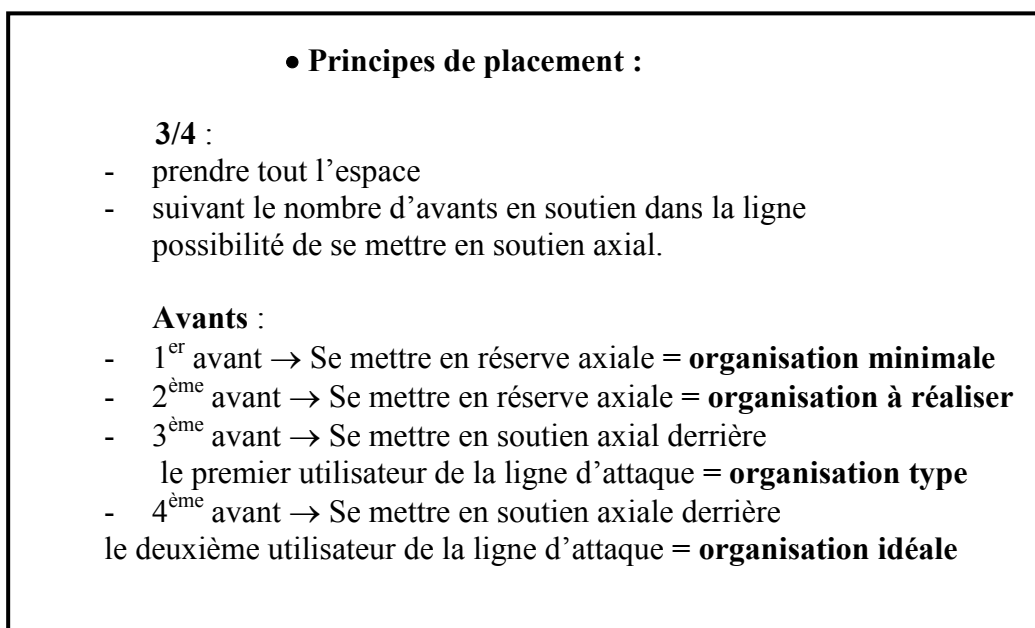 • Principes de placement :
3/4 :
- prendre tout l’espace
- suivant le nombre d’avants en soutien dans la ligne
possibilité de se mettre en soutien axial.
Avants :
- 1er avant → Se mettre en réserve axiale = organisation minimale
- 2ème avant → Se mettre en réserve axiale = organisation à réaliser
- 3ème avant → Se mettre en soutien axial derrière
le premier utilisateur de la ligne d’attaque = organisation type
- 4ème avant → Se mettre en soutien axiale derrière
le deuxième utilisateur de la ligne d’attaque = organisation idéale